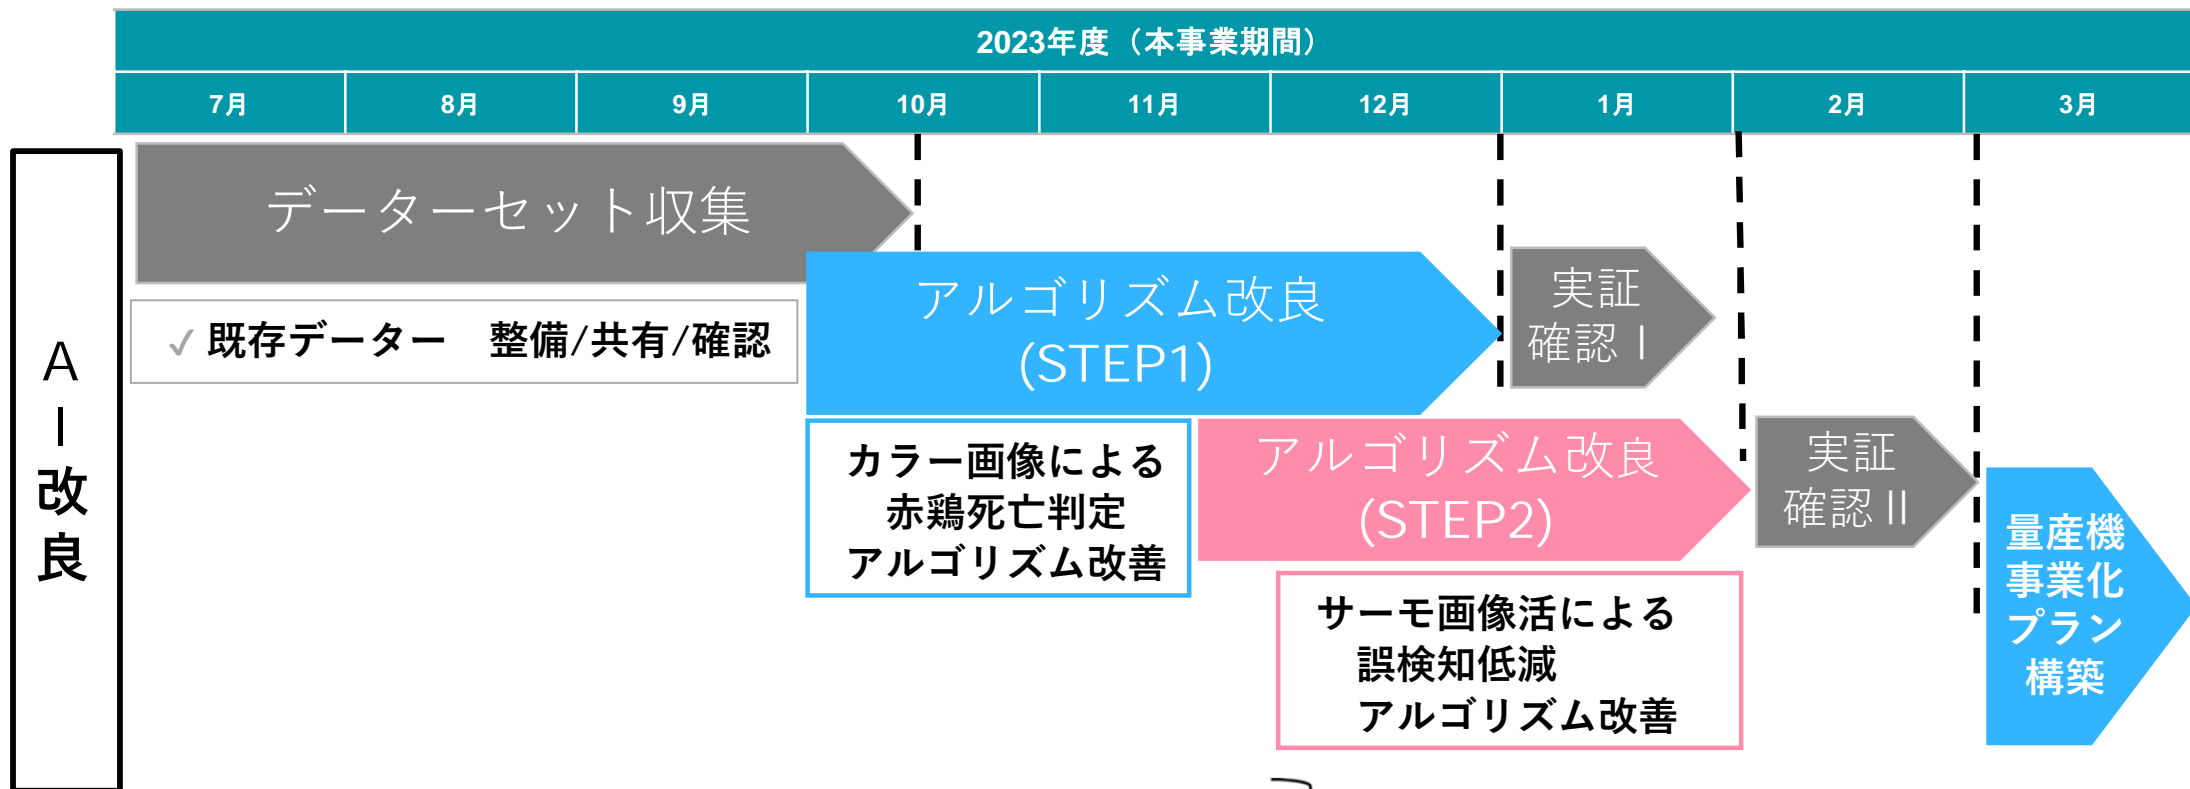 2023年度（本事業期間）
7月 8月 9月 10月 11月 12月 1月 2月 3月
AI改良
データーセット収集
✓ 既存データー　整備/共有/確認
アルゴリズム改良
(STEP1)
カラー画像による
赤鶏死亡判定
アルゴリズム改善
実証
確認Ⅰ
アルゴリズム改良
(STEP2)
サーモ画像活による
誤検知低減
アルゴリズム改善
実証
確認Ⅱ
量産機
事業化
プラン
構築